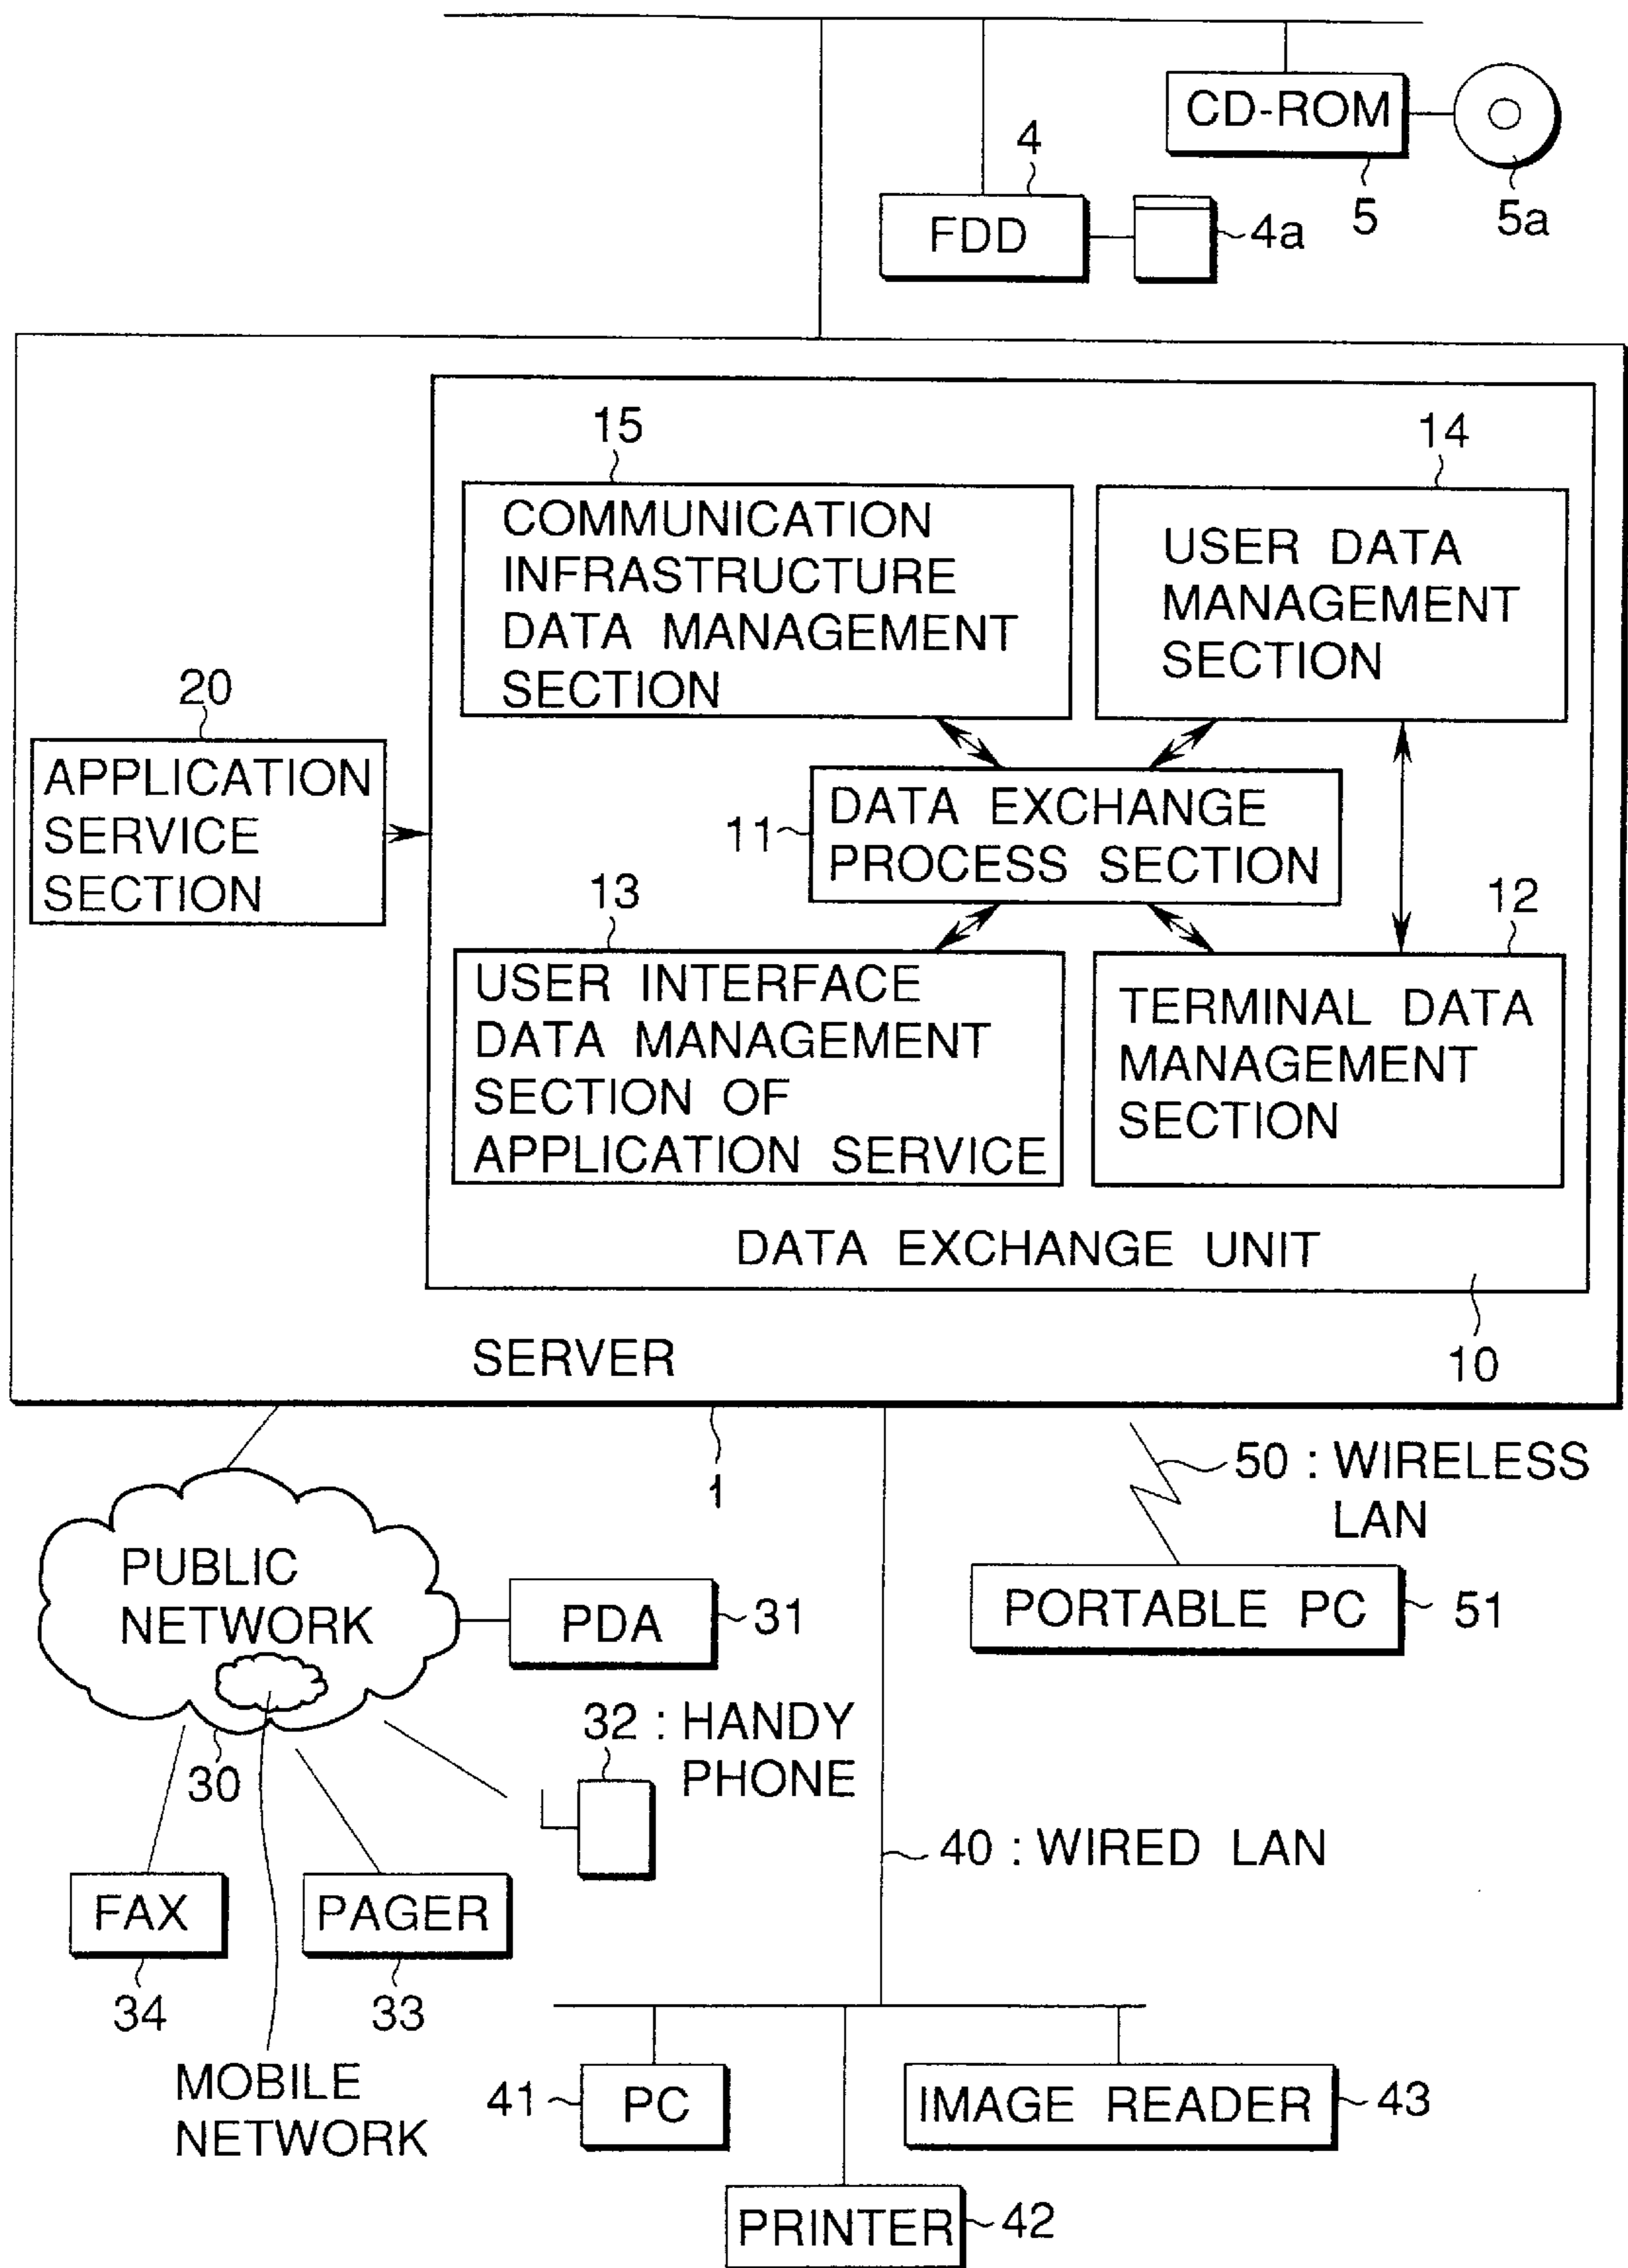 CD-ROM
4
5
5a
FDD
4a
15
14
COMMUNICATION
INFRASTRUCTURE
DATA MANAGEMENT
SECTION
USER DATA
MANAGEMENT
SECTION
20
APPLICATION
SERVICE
SECTION
11
DATA EXCHANGE
PROCESS SECTION
13
12
USER INTERFACE
DATA MANAGEMENT
SECTION OF
APPLICATION SERVICE
TERMINAL DATA
MANAGEMENT
SECTION
DATA EXCHANGE UNIT
SERVER
10
1
50 : WIRELESS
LAN
PUBLIC
NETWORK
PDA
31
PORTABLE PC
51
30
32 : HANDY
PHONE
40 : WIRED LAN
FAX
PAGER
34
33
MOBILE
NETWORK
41
PC
IMAGE READER
43
PRINTER
42